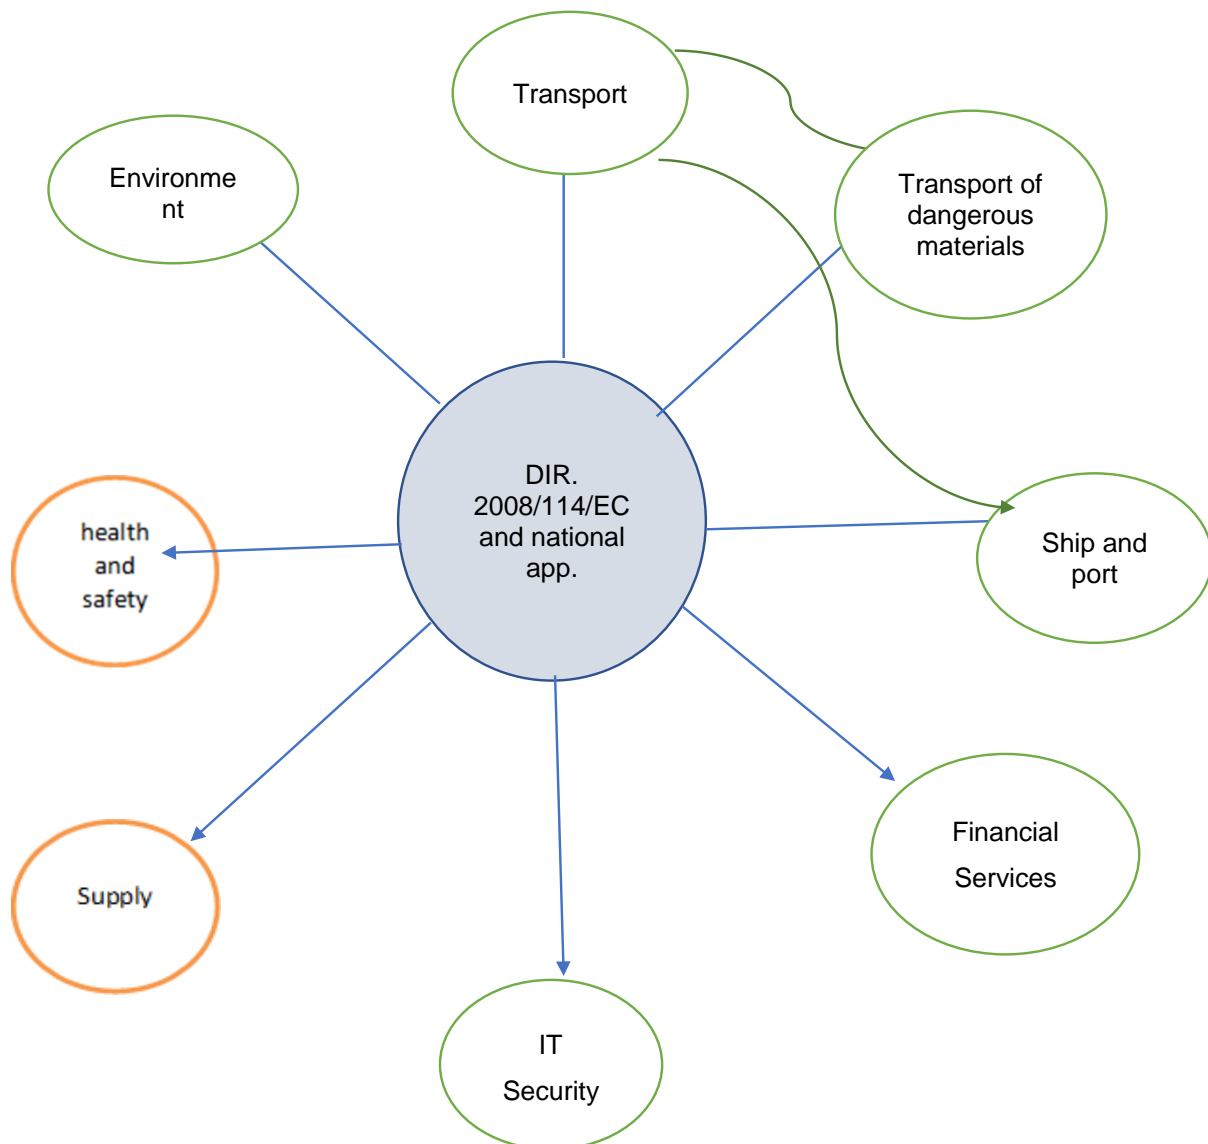 Transport
Environme
nt
Transport of
dangerous
materials
DIR.
2008/114/EC
and national
app.
health
and
safety
Ship and
port
Financial
Services
Supply
IT
Security